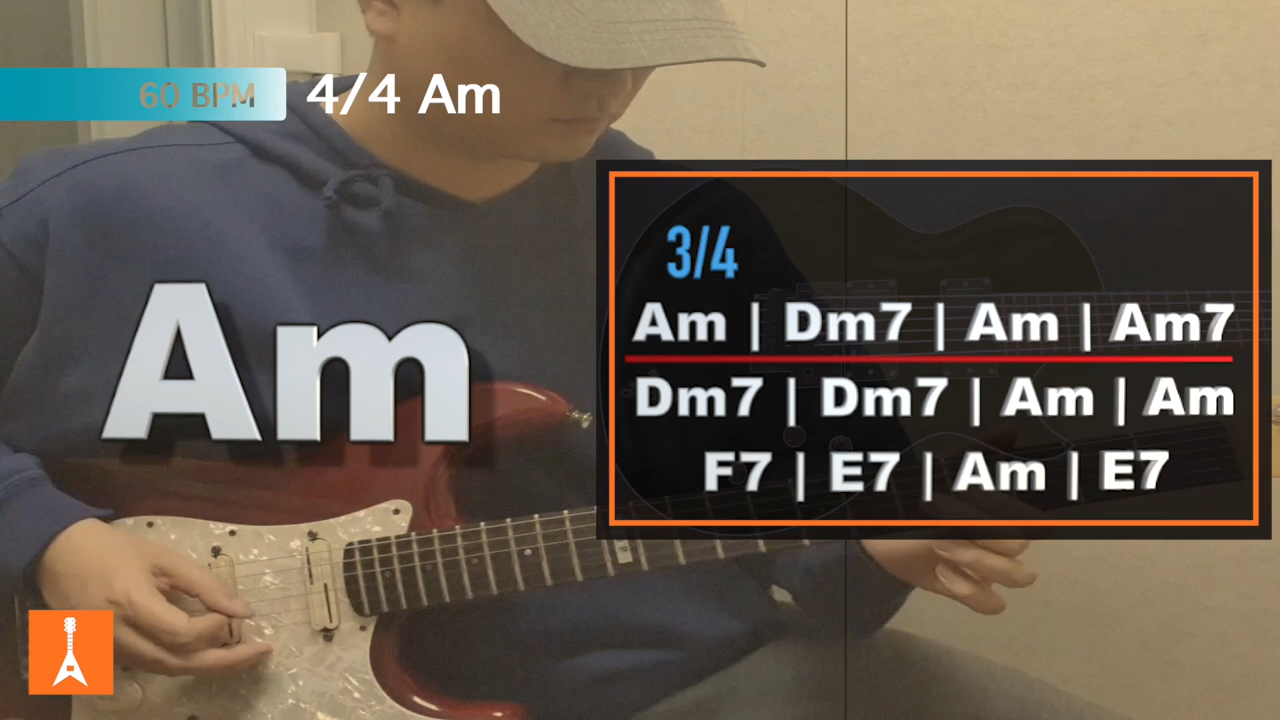 60 BPM 4/4 Am
Am
3/4
Am | Dm7 | Am | Am7
Dm7 | Dm7 | Am | Am
F7 | E7 | Am | E7